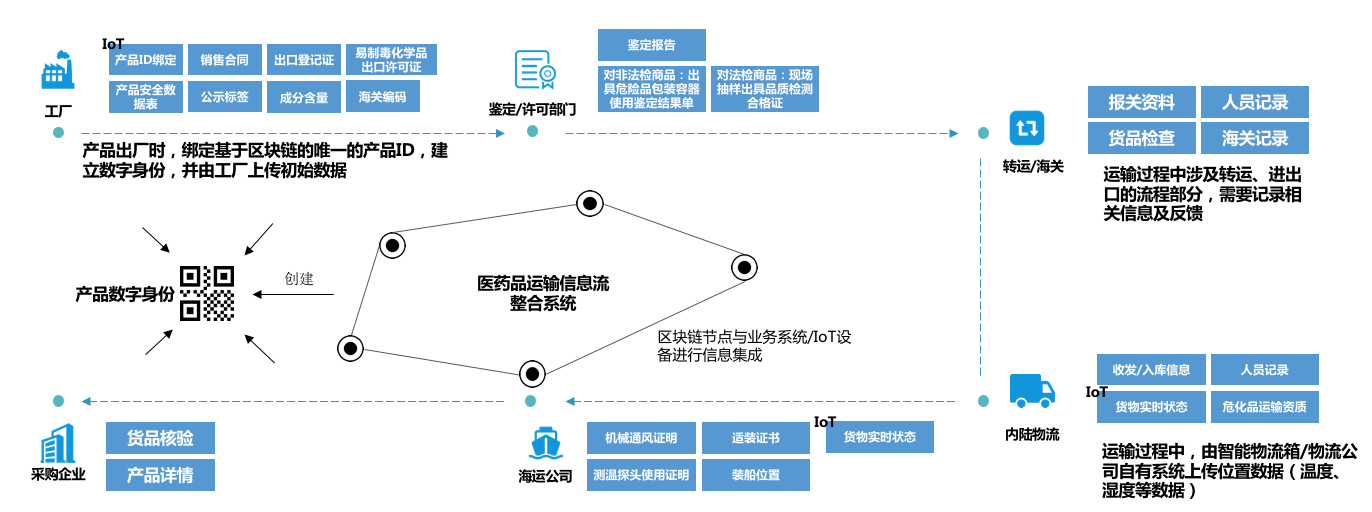 IoT
产品ID绑定
销售合同
出口登记证
易制毒化学品
出口许可证
产品安全数
据表
公示标签
成分含量
海关编码
工厂
鉴定报告
对非法检商品：出
具危险品包装容器
使用鉴定结果单
对法检商品：现场
抽样出具品质检测
合格证
鉴定/许可部门
报关资料
人员记录
货品检查
海关记录
转运/海关
产品出厂时，绑定基于区块链的唯一的产品ID，建
立数字身份，并由工厂上传初始数据
运输过程中涉及转运、进出
口的流程部分，需要记录相
关信息及反馈
产品数字身份
创建
医药品运输信息流
整合系统
区块链节点与业务系统/IoT设
备进行信息集成
收发/入库信息
人员记录
IoT
货物实时状态
危化品运输资质
内陆物流
运输过程中，由智能物流箱/物流公
司自有系统上传位置数据（温度、
湿度等数据）
IoT
机械通风证明
适装证书
货物实时状态
测温探头使用证明
装船位置
海运公司
货品核验
产品详情
采购企业